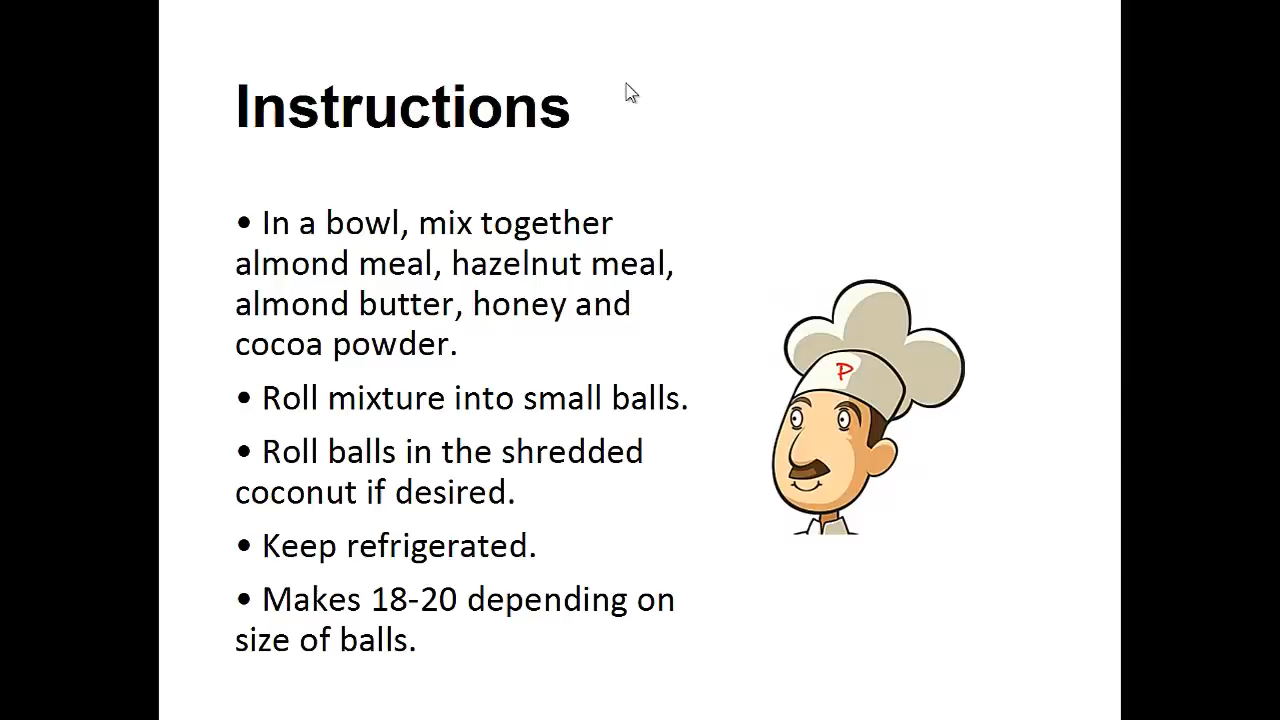 Instructions
• In a bowl, mix together
almond meal, hazelnut meal,
almond butter, honey and
cocoa powder.
• Roll mixture into small balls.
• Roll balls in the shredded
coconut if desired.
P
• Keep refrigerated.
• Makes 18-20 depending on
size of balls.